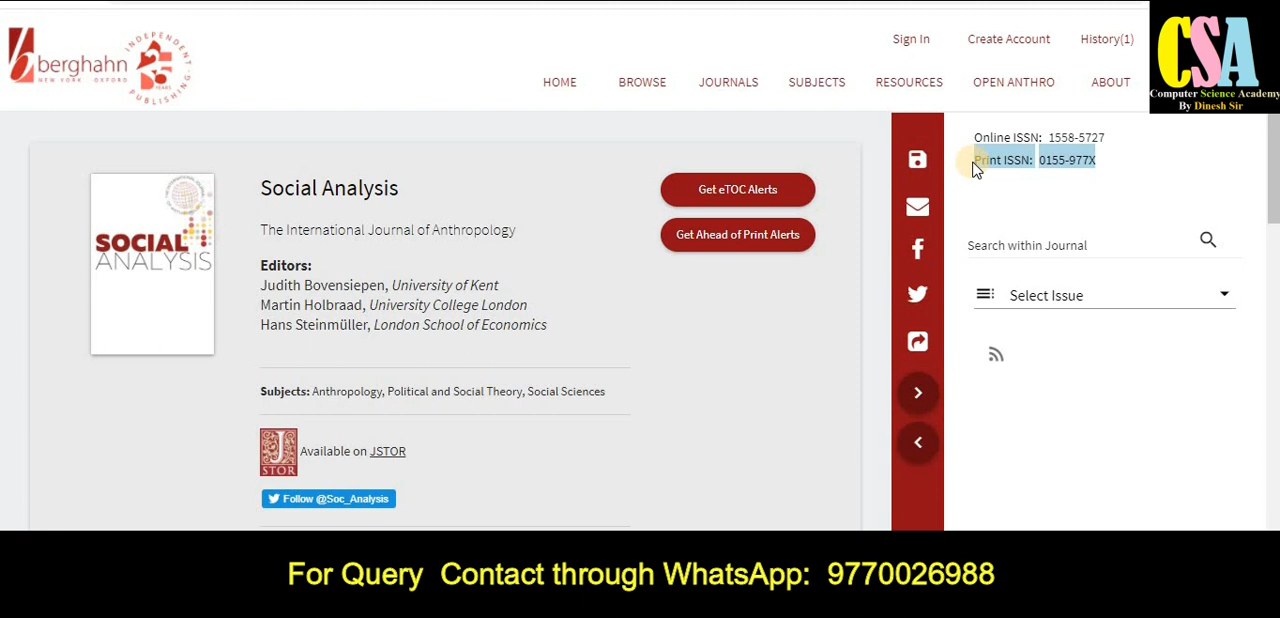 berghahn
NEW YORK · OXFORD
INDEPENDENT
PUBLISHING
25
YEARS
Sign In
Create Account
History(1)
HOME
BROWSE
JOURNALS
SUBJECTS
RESOURCES
OPEN ANTHRO
ABOUT
CSA
Computer Science Academy
By Dinesh Sir
SOCIAL
ANALYSIS
Social Analysis
The International Journal of Anthropology
Editors:
Judith Bovensiepen, University of Kent
Martin Holbraad, University College London
Hans Steinmüller, London School of Economics
Get eTOC Alerts
Get Ahead of Print Alerts
Subjects: Anthropology, Political and Social Theory, Social Sciences
J
STOR
Available on JSTOR
Follow @Soc_Analysis
Online ISSN: 1558-5727
Print ISSN: 0155-977X
Search within Journal
Select Issue
For Query Contact through WhatsApp: 9770026988